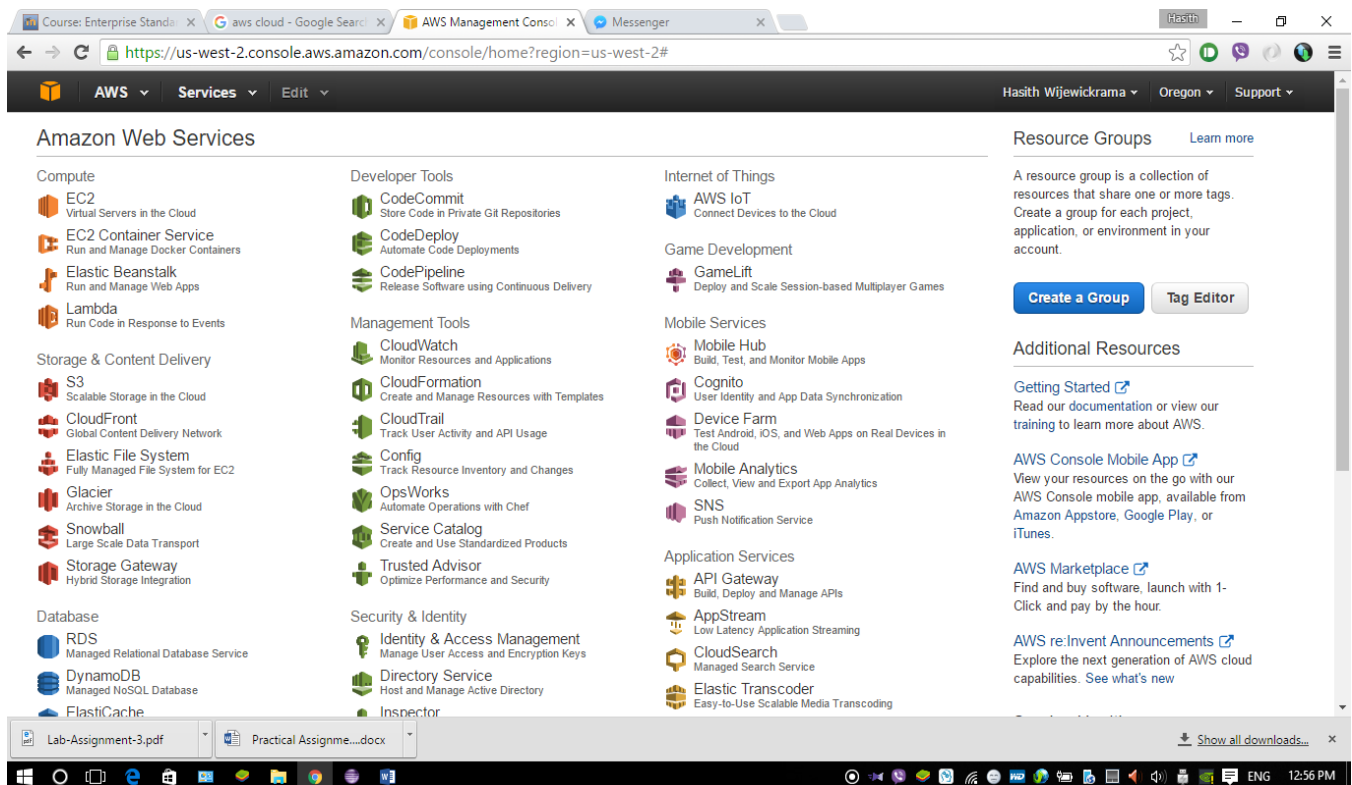 Course: Enterprise Standar
aws cloud - Google Search
AWS Management Consol
Messenger
Hasith
https://us-west-2.console.aws.amazon.com/console/home?region=us-west-2#
AWS
Services
Edit
Hasith Wijewickrama
Oregon
Support
Amazon Web Services
Compute
EC2
Virtual Servers in the Cloud
EC2 Container Service
Run and Manage Docker Containers
Elastic Beanstalk
Run and Manage Web Apps
Lambda
Run Code in Response to Events
Storage & Content Delivery
S3
Scalable Storage in the Cloud
CloudFront
Global Content Delivery Network
Elastic File System
Fully Managed File System for EC2
Glacier
Archive Storage in the Cloud
Snowball
Large Scale Data Transport
Storage Gateway
Hybrid Storage Integration
Database
RDS
Managed Relational Database Service
DynamoDB
Managed NoSQL Database
ElastiCache
Developer Tools
CodeCommit
Store Code in Private Git Repositories
CodeDeploy
Automate Code Deployments
CodePipeline
Release Software using Continuous Delivery
Management Tools
CloudWatch
Monitor Resources and Applications
CloudFormation
Create and Manage Resources with Templates
CloudTrail
Track User Activity and API Usage
Config
Track Resource Inventory and Changes
OpsWorks
Automate Operations with Chef
Service Catalog
Create and Use Standardized Products
Trusted Advisor
Optimize Performance and Security
Security & Identity
Identity & Access Management
Manage User Access and Encryption Keys
Directory Service
Host and Manage Active Directory
Inspector
Internet of Things
AWS IoT
Connect Devices to the Cloud
Game Development
GameLift
Deploy and Scale Session-based Multiplayer Games
Mobile Services
Mobile Hub
Build, Test, and Monitor Mobile Apps
Cognito
User Identity and App Data Synchronization
Device Farm
Test Android, iOS, and Web Apps on Real Devices in
the Cloud
Mobile Analytics
Collect, View and Export App Analytics
SNS
Push Notification Service
Application Services
API Gateway
Build, Deploy and Manage APIs
AppStream
Low Latency Application Streaming
CloudSearch
Managed Search Service
Elastic Transcoder
Easy-to-Use Scalable Media Transcoding
Resource Groups
Learn more
A resource group is a collection of
resources that share one or more tags.
Create a group for each project,
application, or environment in your
account.
Create a Group
Tag Editor
Additional Resources
Getting Started
Read our documentation or view our
training to learn more about AWS.
AWS Console Mobile App
View your resources on the go with our
AWS Console mobile app, available from
Amazon Appstore, Google Play, or
iTunes.
AWS Marketplace
Find and buy software, launch with 1-
Click and pay by the hour.
AWS re:Invent Announcements
Explore the next generation of AWS cloud
capabilities. See what's new
Lab-Assignment-3.pdf
Practical Assignme....docx
Show all downloads...
ENG
12:56 PM